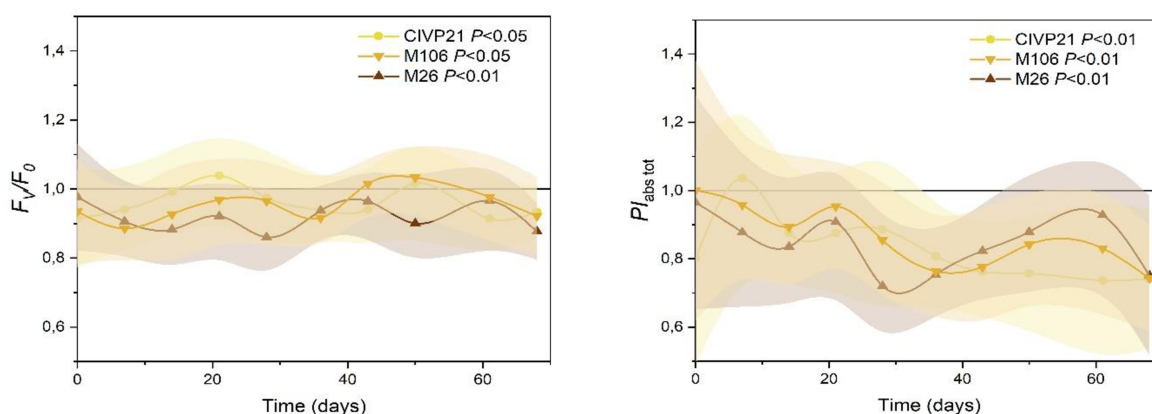 CIVP21 P<0.05
M106 P<0.05
M26 P<0.01
1,4
1,2
1,0
0,8
0,6
Fv/F0
0 20 40 60
Time (days)
CIVP21 P<0.01
M106 P<0.01
M26 P<0.01
1,4
1,2
1,0
0,8
0,6
PIabs tot
0 20 40 60
Time (days)